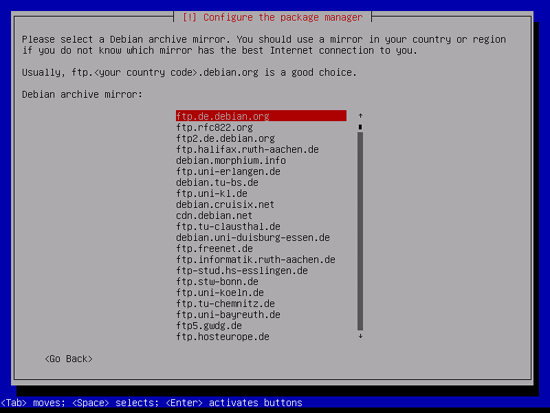 [!] Configure the package manager
Please select a Debian archive mirror. You should use a mirror in your country or region
if you do not know which mirror has the best Internet connection to you.
Usually, ftp.<your country code>.debian.org is a good choice.
Debian archive mirror:
ftp.de.debian.org
ftp.rfc822.org
ftp2.de.debian.org
ftp.halifax.rwth-aachen.de
debian.morphium.info
ftp.uni-erlangen.de
debian.tu-bs.de
ftp.uni-kl.de
debian.cruisix.net
cdn.debian.net
ftp.tu-clausthal.de
debian.uni-duisburg-essen.de
ftp.freenet.de
ftp.informatik.rwth-aachen.de
ftp-stud.hs-esslingen.de
ftp.stw-bonn.de
ftp.uni-koeln.de
ftp.tu-chemnitz.de
ftp.uni-bayreuth.de
ftp5.gwdg.de
ftp.hosteurope.de
<Go Back>
<Tab> moves; <Space> selects; <Enter> activates buttons